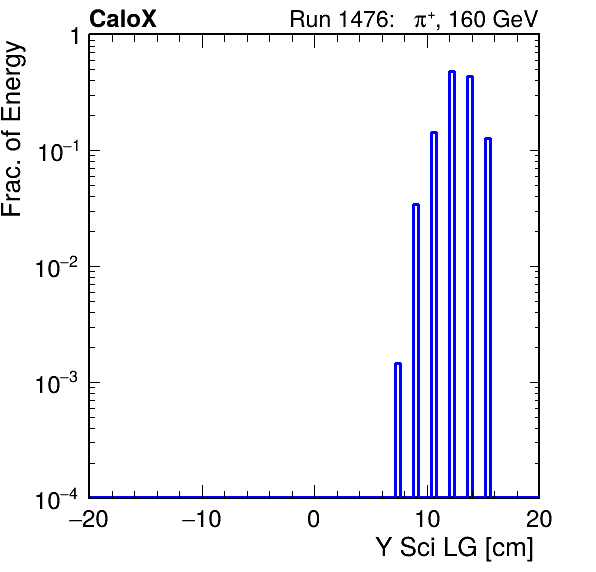 CaloX Run 1476: π⁺, 160 GeV
Frac. of Energy
1
10⁻¹
10⁻²
10⁻³
10⁻⁴
−20 −10 0 10 20
Y Sci LG [cm]